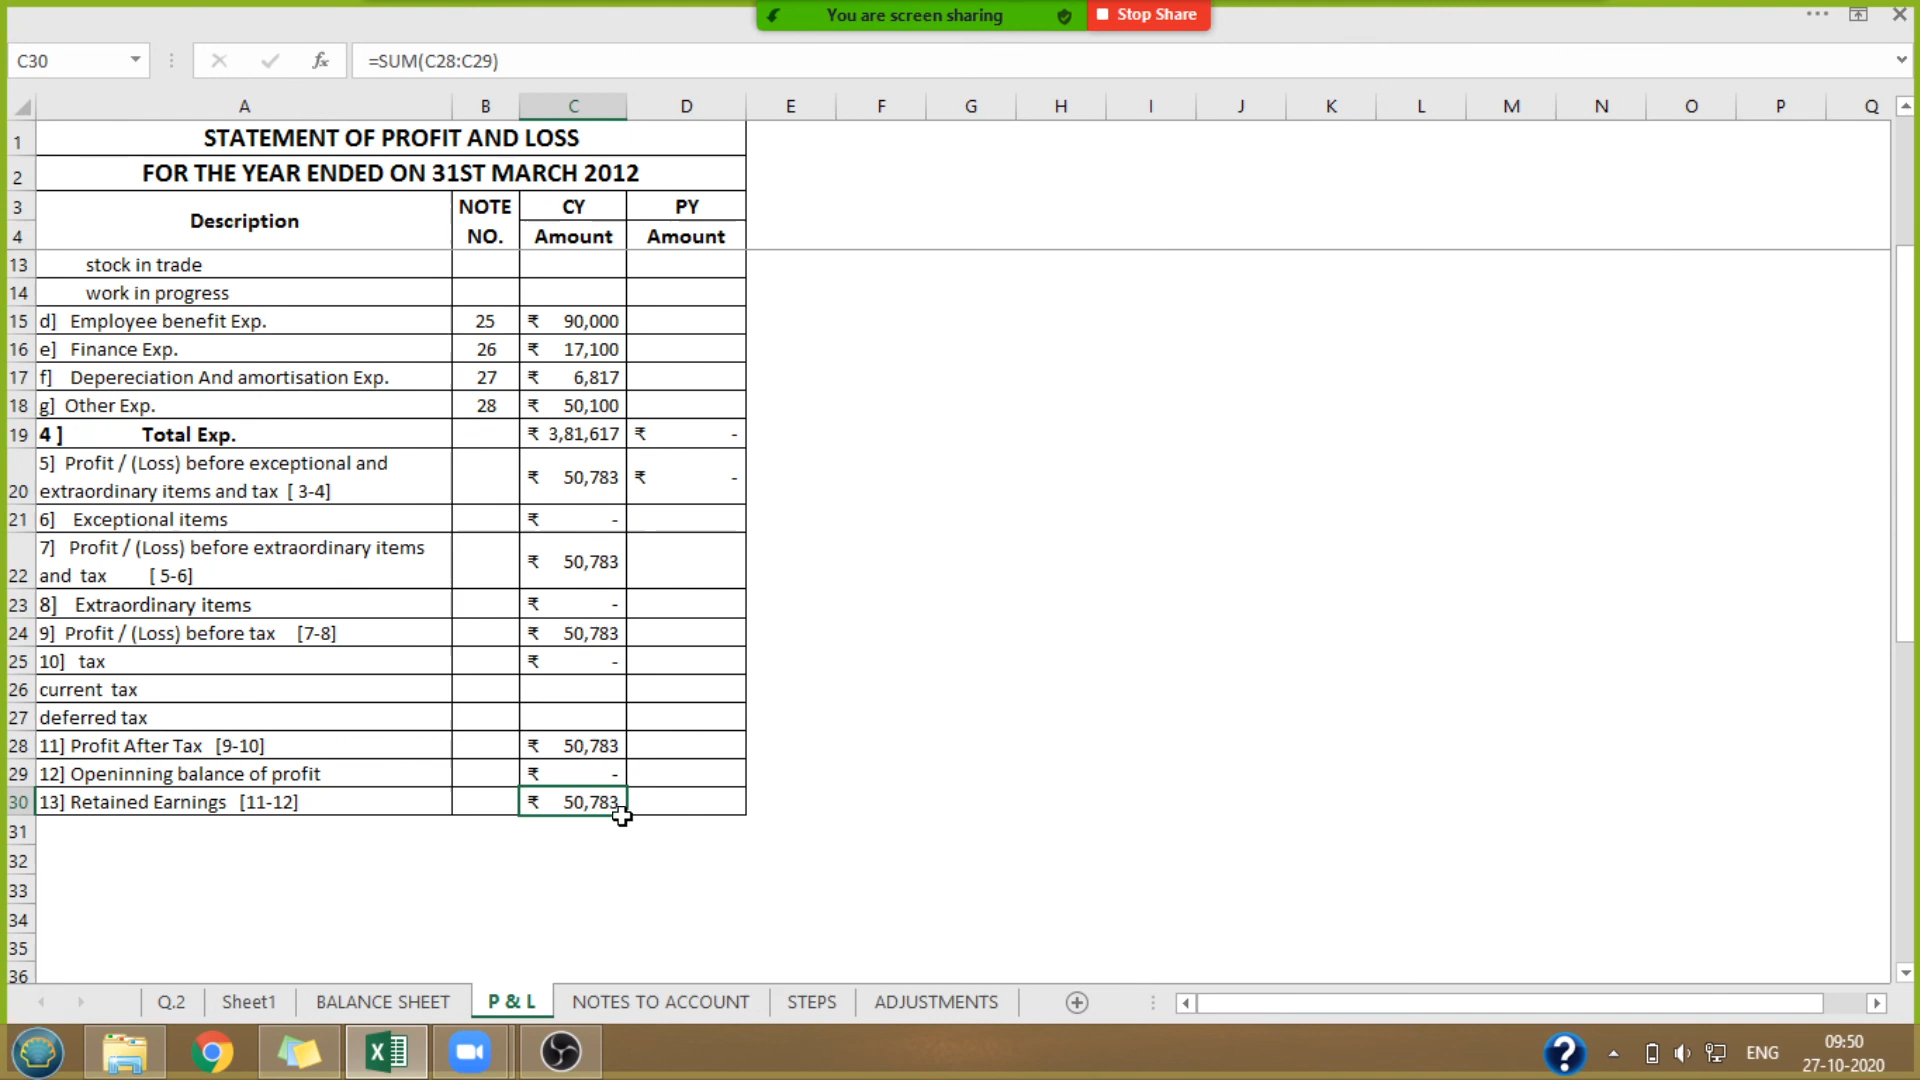 You are screen sharing Stop Share
C30 fx =SUM(C28:C29)
A B C D E F G H I J K L M N O P Q
1 STATEMENT OF PROFIT AND LOSS
2 FOR THE YEAR ENDED ON 31ST MARCH 2012
3 Description NOTE CY PY
4 NO. Amount Amount
13 stock in trade
14 work in progress
15 d] Employee benefit Exp. 25 ₹ 90,000
16 e] Finance Exp. 26 ₹ 17,100
17 f] Depereciation And amortisation Exp. 27 ₹ 6,817
18 g] Other Exp. 28 ₹ 50,100
19 4 ] Total Exp. ₹ 3,81,617 ₹ -
5] Profit / (Loss) before exceptional and
20 extraordinary items and tax [ 3-4] ₹ 50,783 ₹ -
21 6] Exceptional items ₹ -
7] Profit / (Loss) before extraordinary items
22 and tax [ 5-6] ₹ 50,783
23 8] Extraordinary items ₹ -
24 9] Profit / (Loss) before tax [7-8] ₹ 50,783
25 10] tax ₹ -
26 current tax
27 deferred tax
28 11] Profit After Tax [9-10] ₹ 50,783
29 12] Openinning balance of profit ₹ -
30 13] Retained Earnings [11-12] ₹ 50,783
31
32
33
34
35
36
Q.2 Sheet1 BALANCE SHEET P & L NOTES TO ACCOUNT STEPS ADJUSTMENTS
ENG 09:50
27-10-2020